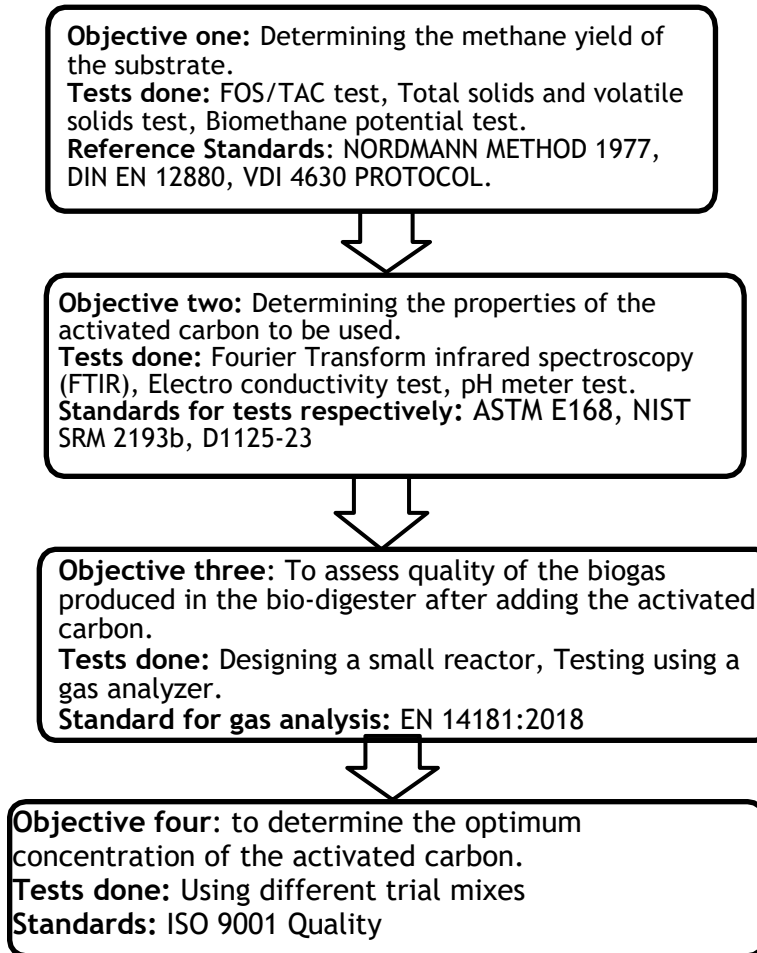 Objective one: Determining the methane yield of
the substrate.
Tests done: FOS/TAC test, Total solids and volatile
solids test, Biomethane potential test.
Reference Standards: NORDMANN METHOD 1977,
DIN EN 12880, VDI 4630 PROTOCOL.
Objective two: Determining the properties of the
activated carbon to be used.
Tests done: Fourier Transform infrared spectroscopy
(FTIR), Electro conductivity test, pH meter test.
Standards for tests respectively: ASTM E168, NIST
SRM 2193b, D1125-23
Objective three: To assess quality of the biogas
produced in the bio-digester after adding the activated
carbon.
Tests done: Designing a small reactor, Testing using a
gas analyzer.
Standard for gas analysis: EN 14181:2018
Objective four: to determine the optimum
concentration of the activated carbon.
Tests done: Using different trial mixes
Standards: ISO 9001 Quality